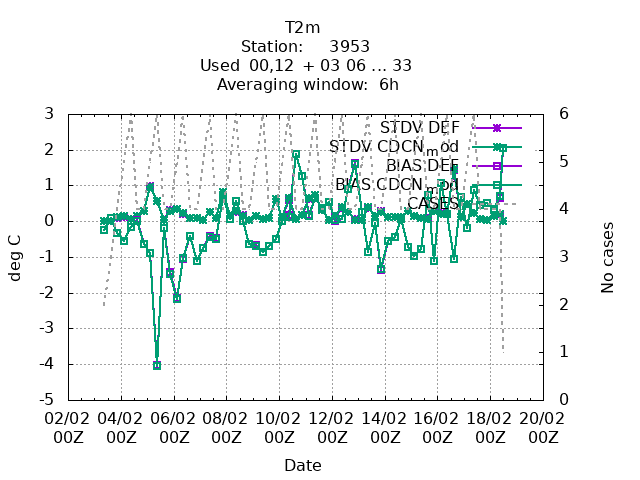 T2m
Station: 3953
Used 00,12 + 03 06 ... 33
Averaging window: 6h
3
2
1
0
-1
-2
-3
-4
-5
deg C
6
5
4
3
2
1
0
No cases
STDV DEF
STDV CDCN_mod
BIAS DEF
BIAS CDCN_mod
CASES
02/02 04/02 06/02 08/02 10/02 12/02 14/02 16/02 18/02 20/02
00Z 00Z 00Z 00Z 00Z 00Z 00Z 00Z 00Z 00Z
Date